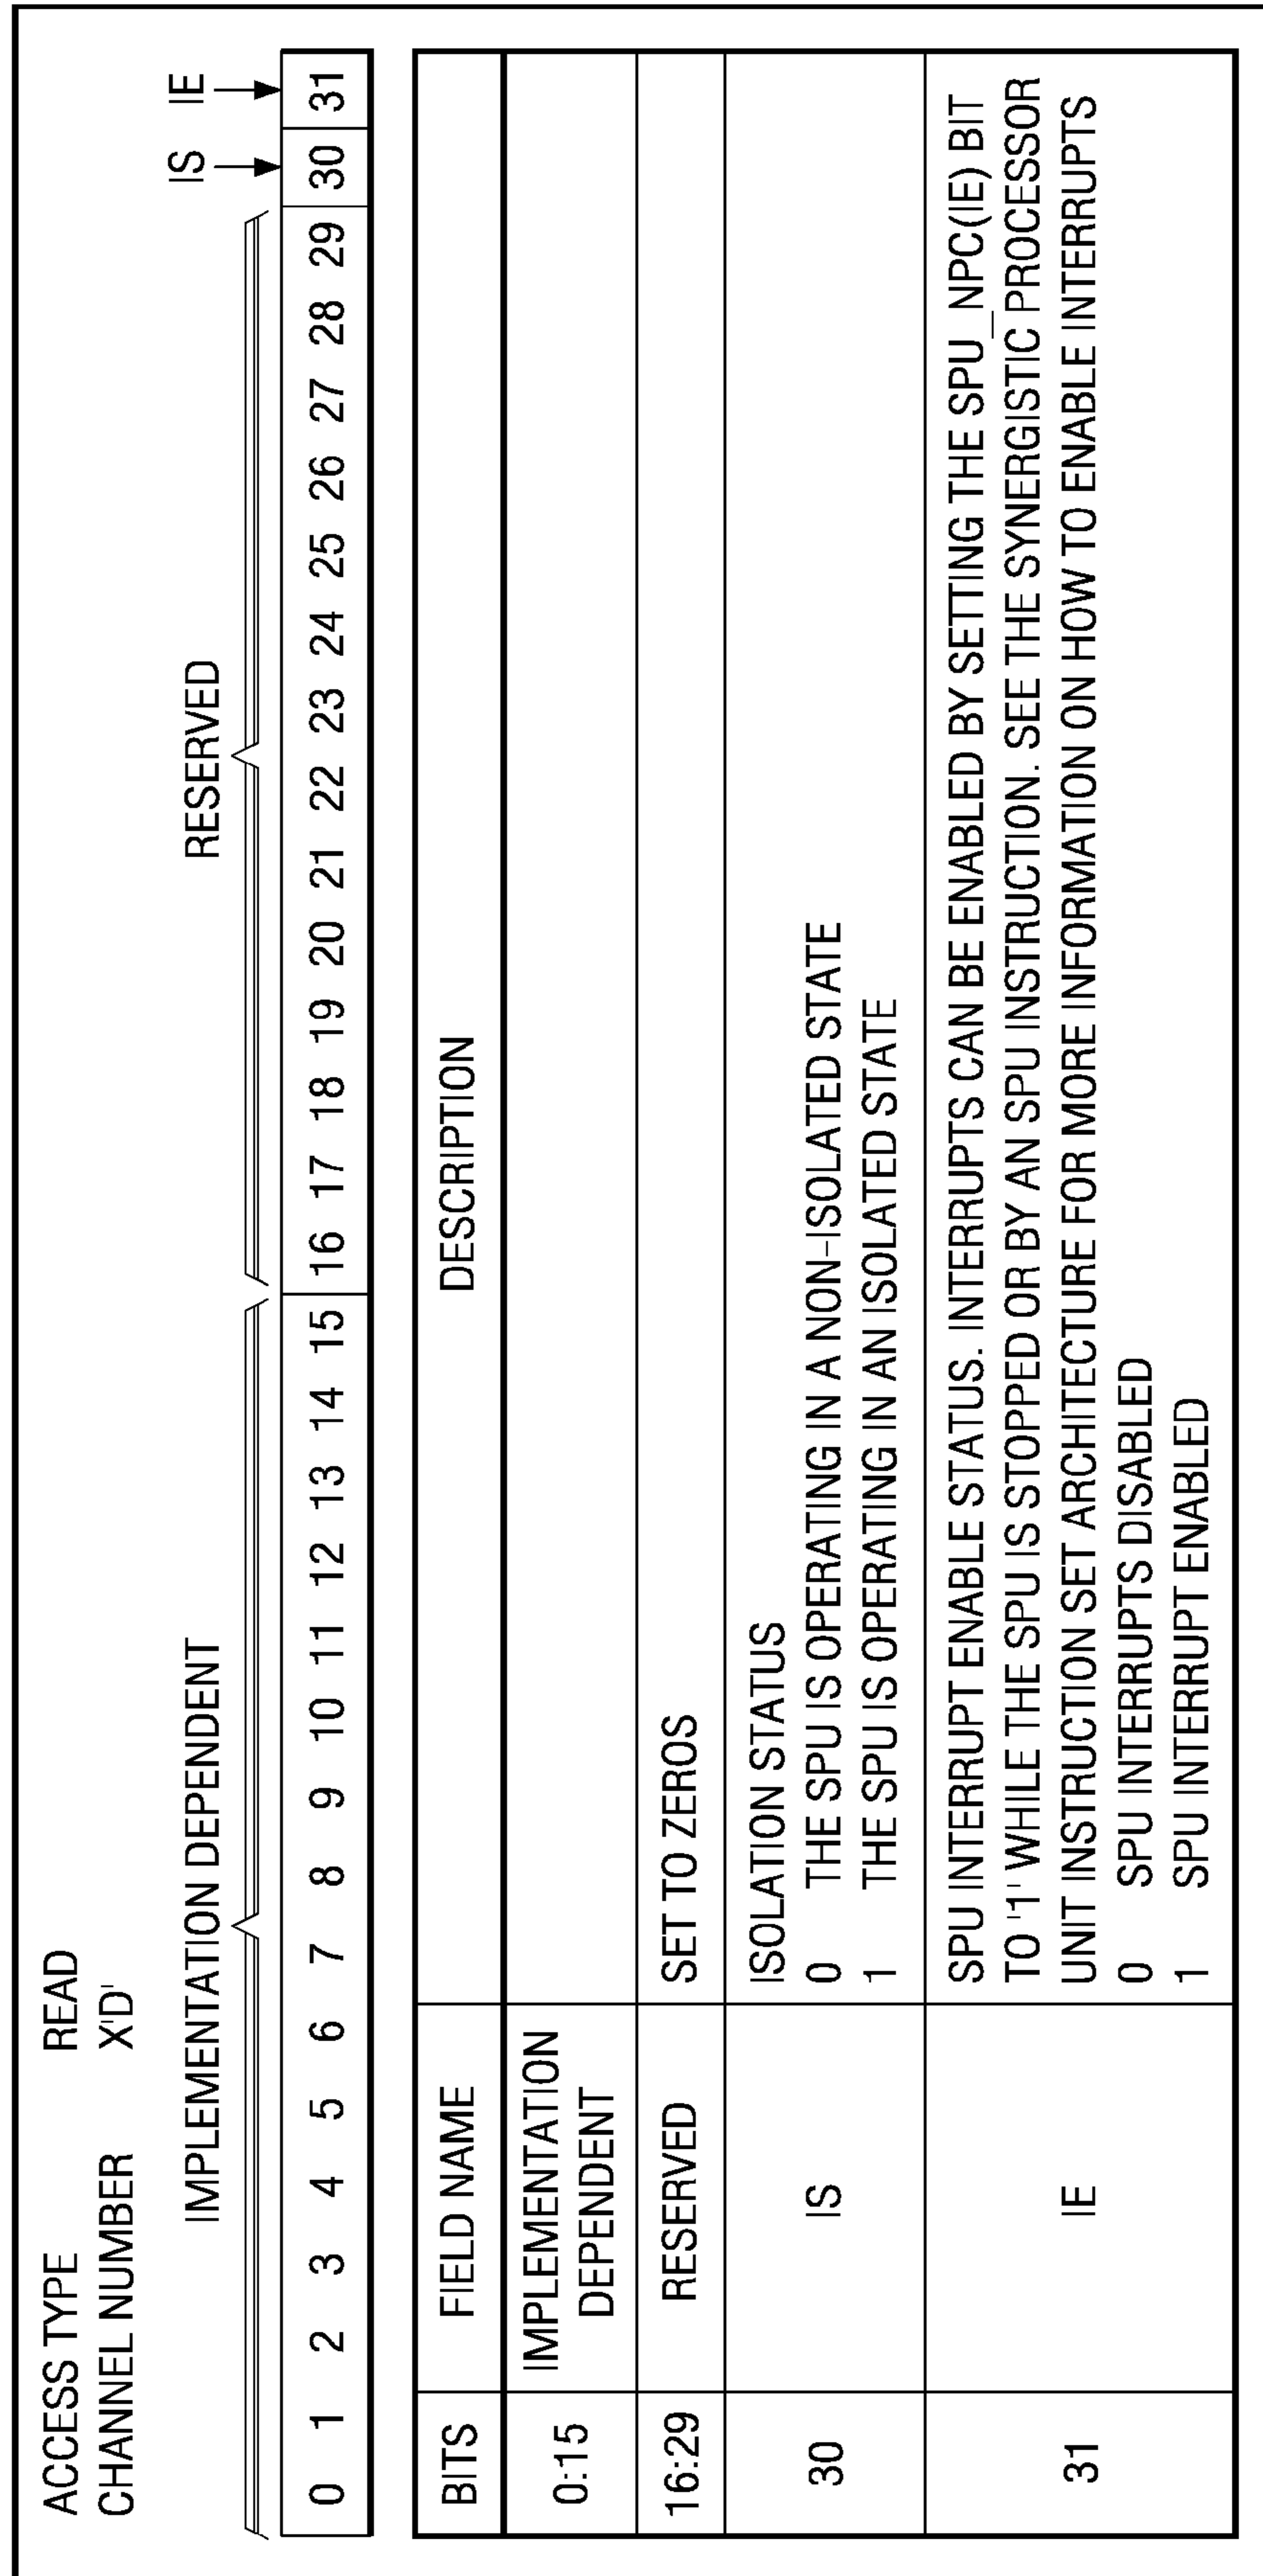 ACCESS TYPE READ
CHANNEL NUMBER X'D'
IMPLEMENTATION DEPENDENT RESERVED IS IE
0 1 2 3 4 5 6 7 8 9 10 11 12 13 14 15 16 17 18 19 20 21 22 23 24 25 26 27 28 29 30 31
BITS FIELD NAME DESCRIPTION
0:15 IMPLEMENTATION
DEPENDENT
16:29 RESERVED SET TO ZEROS
30 IS ISOLATION STATUS
0 THE SPU IS OPERATING IN A NON-ISOLATED STATE
1 THE SPU IS OPERATING IN AN ISOLATED STATE
31 IE SPU INTERRUPT ENABLE STATUS. INTERRUPTS CAN BE ENABLED BY SETTING THE SPU_NPC(IE) BIT
TO '1' WHILE THE SPU IS STOPPED OR BY AN SPU INSTRUCTION. SEE THE SYNERGISTIC PROCESSOR
UNIT INSTRUCTION SET ARCHITECTURE FOR MORE INFORMATION ON HOW TO ENABLE INTERRUPTS
0 SPU INTERRUPTS DISABLED
1 SPU INTERRUPT ENABLED